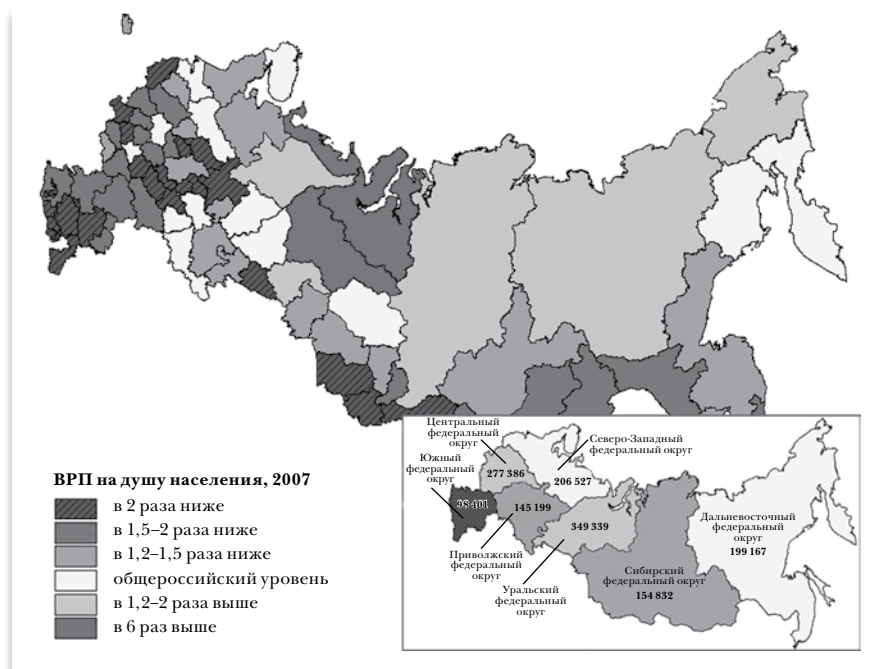 ВРП на душу населения, 2007
в 2 раза ниже
в 1,5–2 раза ниже
в 1,2–1,5 раза ниже
общероссийский уровень
в 1,2–2 раза выше
в 6 раз выше
Центральный
федеральный
округ
277 386
Северо-Западный
федеральный округ
206 527
Южный
федеральный
округ
98 401
145 199
Приволжский
федеральный
округ
349 339
Уральский
федеральный
округ
Сибирский
федеральный округ
154 832
Дальневосточный
федеральный
округ
199 167